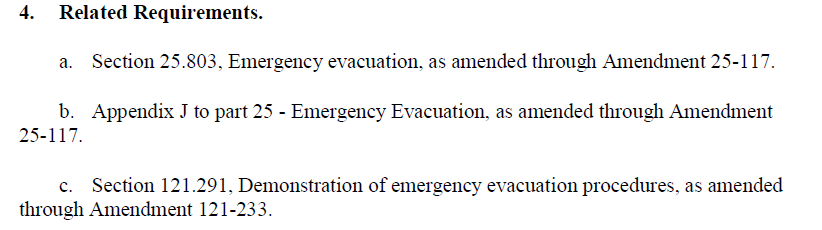 4. Related Requirements.
a. Section 25.803, Emergency evacuation, as amended through Amendment 25-117.
b. Appendix J to part 25 - Emergency Evacuation, as amended through Amendment
25-117.
c. Section 121.291, Demonstration of emergency evacuation procedures, as amended
through Amendment 121-233.